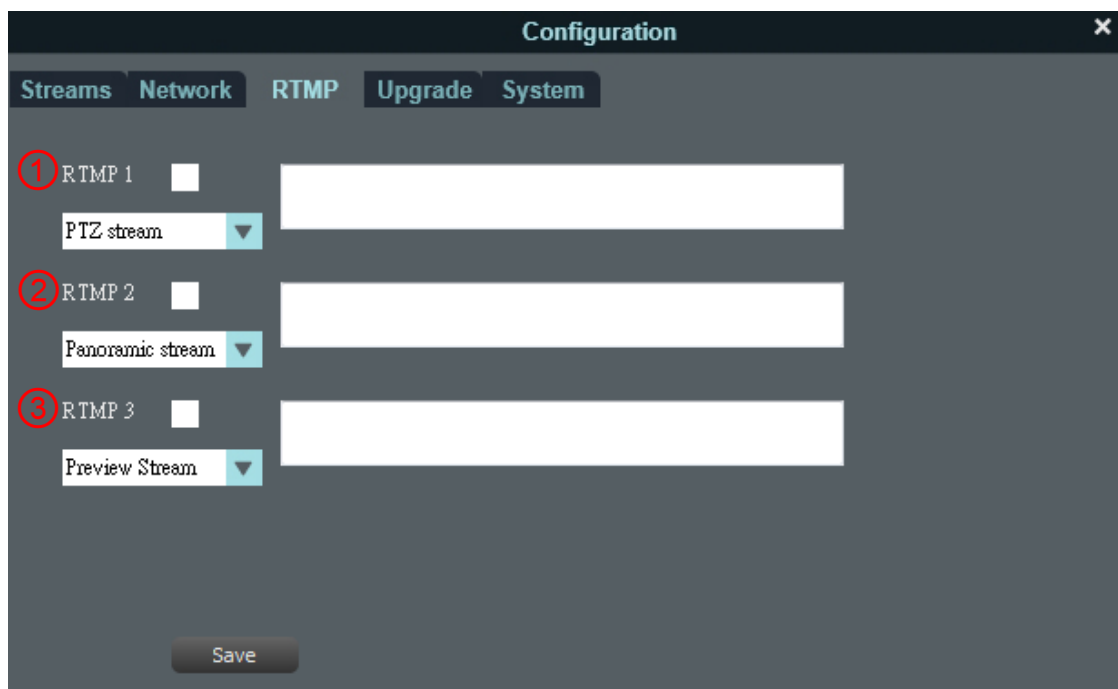 Configuration
Streams Network RTMP Upgrade System
1 RTMP 1
PTZ stream
2 RTMP 2
Panoramic stream
3 RTMP 3
Preview Stream
Save